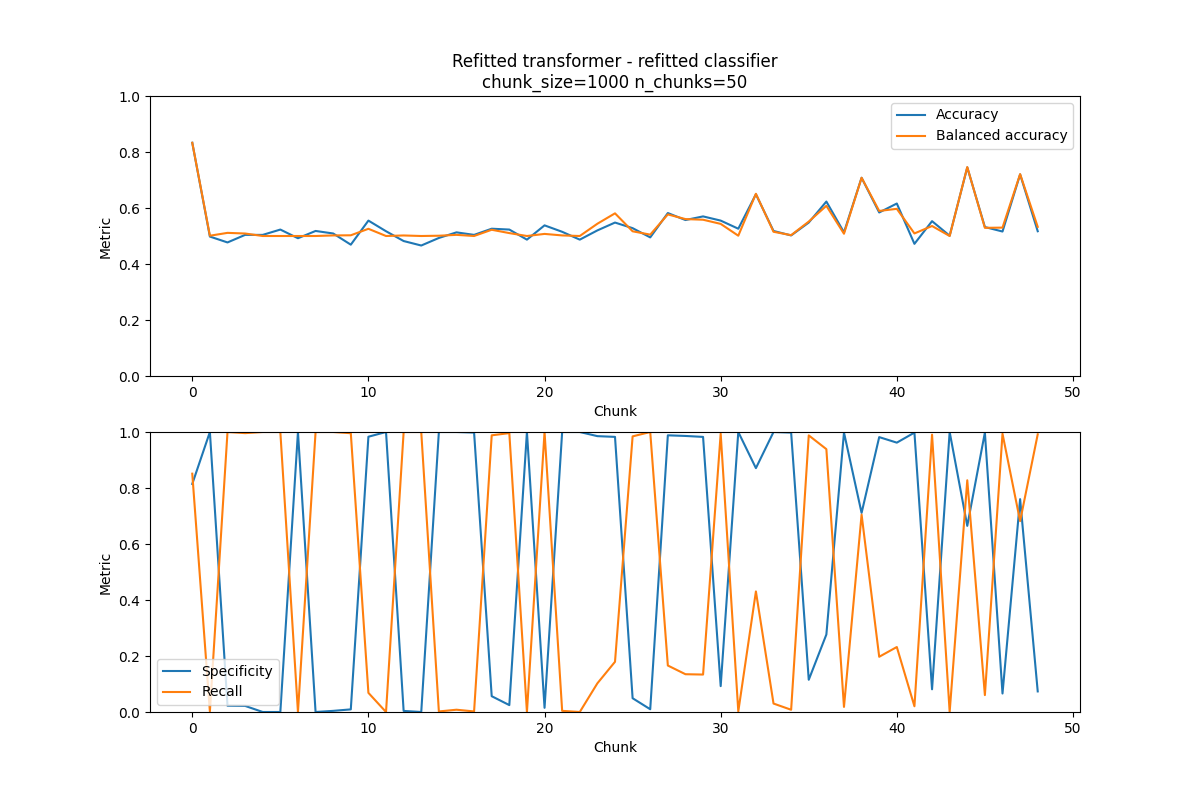 Refitted transformer - refitted classifier
chunk_size=1000 n_chunks=50
1.0
0.8
0.6
0.4
0.2
0.0
Metric
Accuracy
Balanced accuracy
0 10 20 30 40 50
Chunk
1.0
0.8
0.6
0.4
0.2
0.0
Metric
Specificity
Recall
0 10 20 30 40 50
Chunk